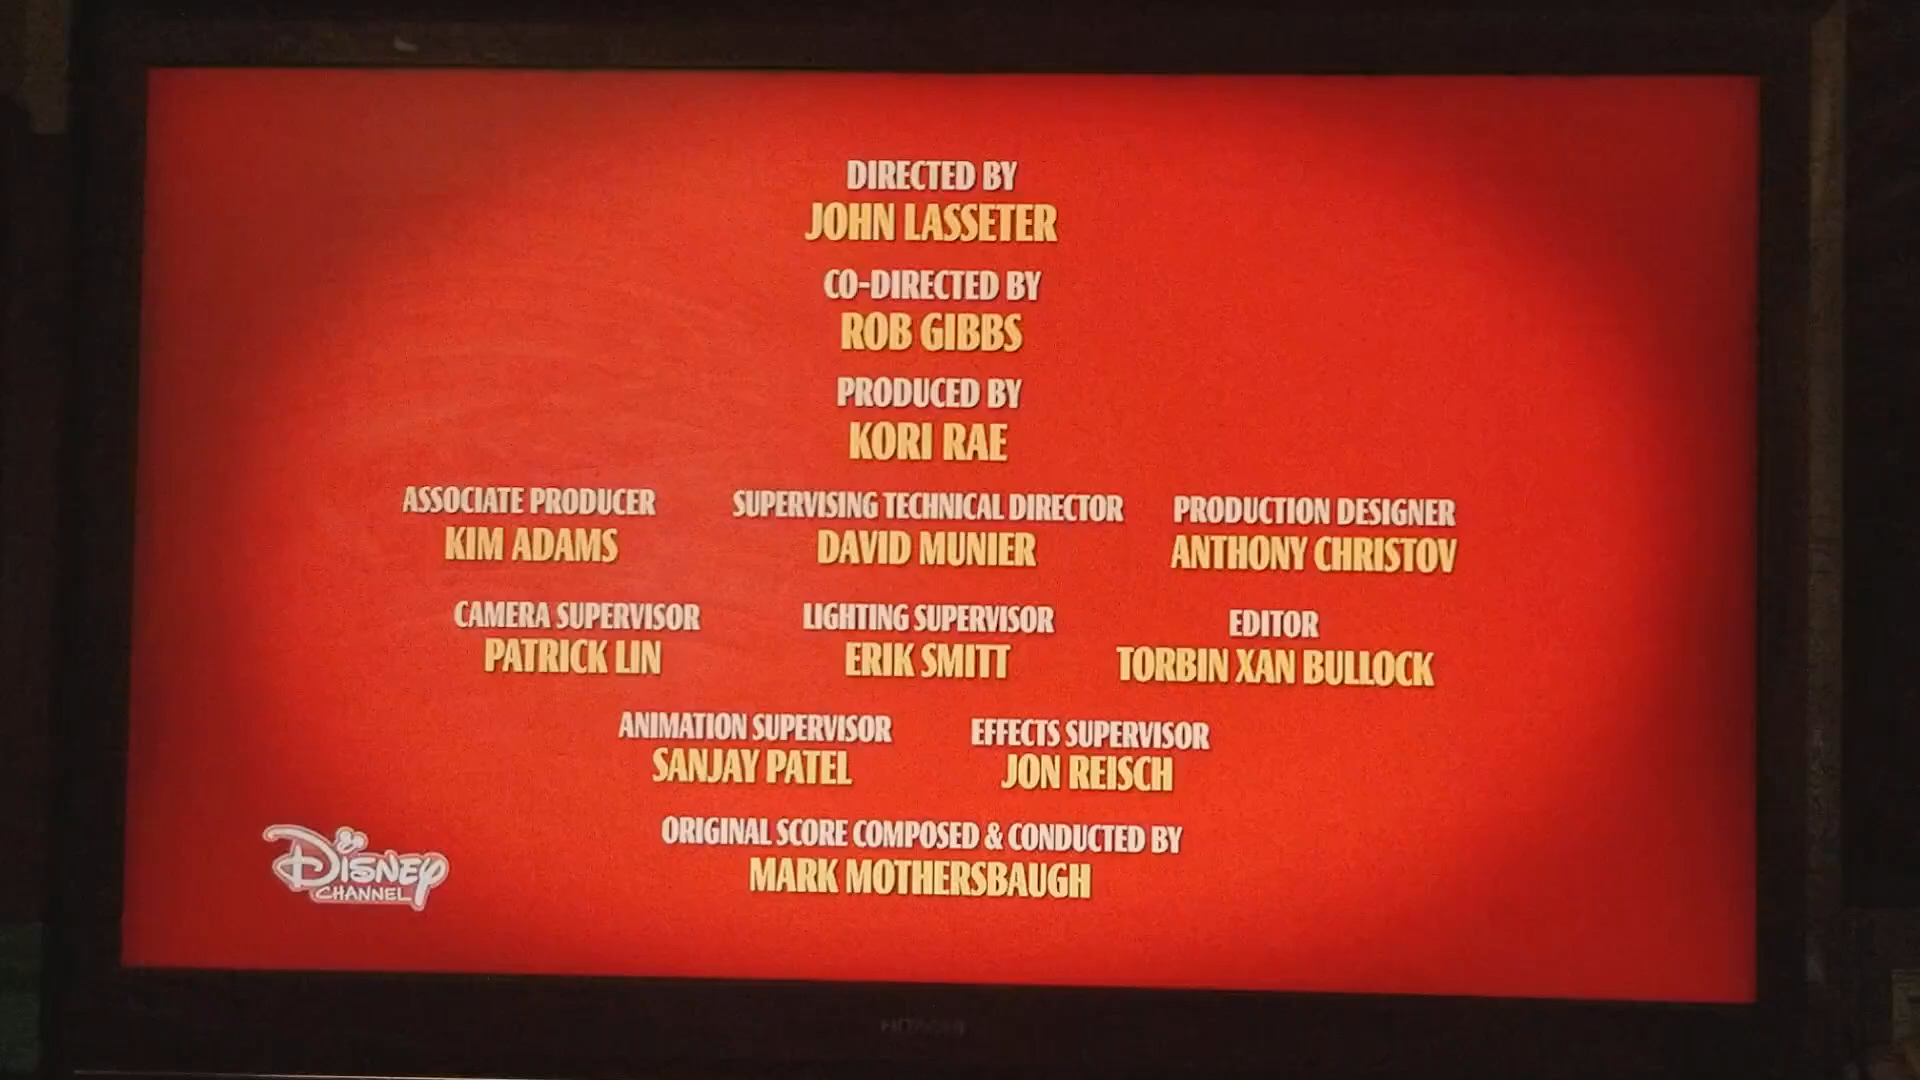 DIRECTED BY
JOHN LASSETER
CO-DIRECTED BY
ROB GIBBS
PRODUCED BY
KORI RAE
ASSOCIATE PRODUCER SUPERVISING TECHNICAL DIRECTOR PRODUCTION DESIGNER
KIM ADAMS DAVID MUNIER ANTHONY CHRISTOV
CAMERA SUPERVISOR LIGHTING SUPERVISOR EDITOR
PATRICK LIN ERIK SMITT TORBIN XAN BULLOCK
ANIMATION SUPERVISOR EFFECTS SUPERVISOR
SANJAY PATEL JON REISCH
ORIGINAL SCORE COMPOSED & CONDUCTED BY
MARK MOTHERSBAUGH
DISNEY
CHANNEL
HITACHI